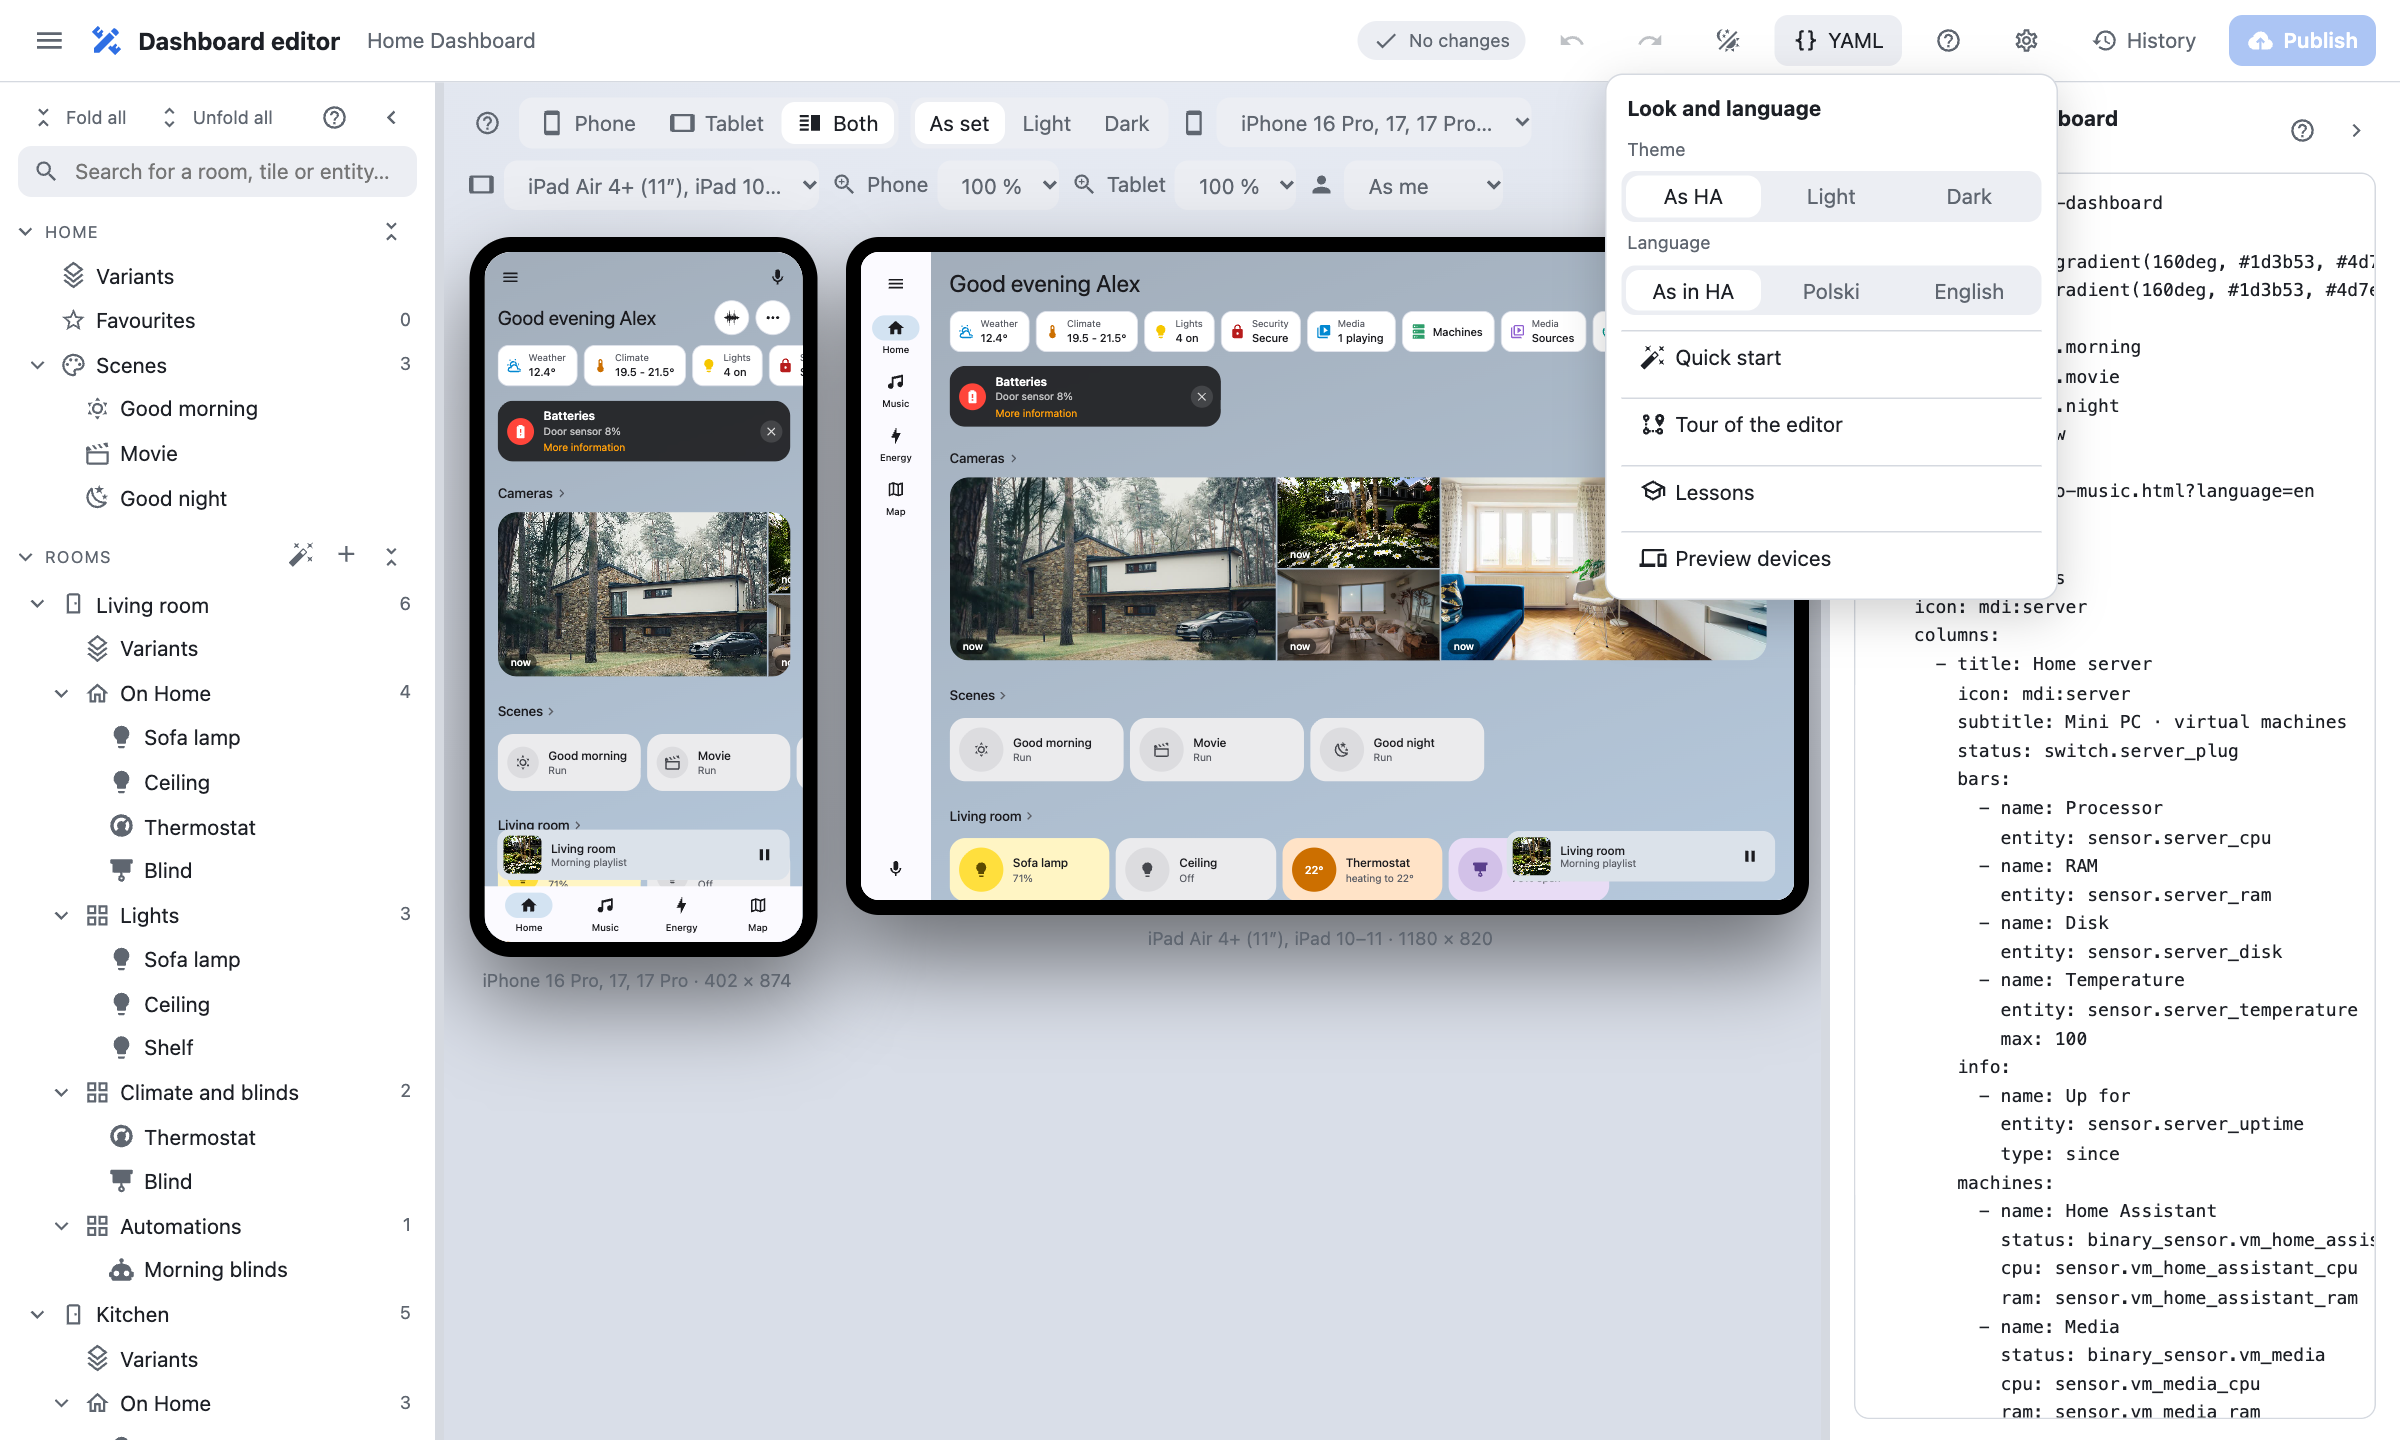 Dashboard editor
Home Dashboard
No changes
{} YAML
History
Publish
Fold all
Unfold all
Search for a room, tile or entity...
HOME
Variants
Favourites 0
Scenes 3
Good morning
Movie
Good night
ROOMS
Living room 6
Variants
On Home 4
Sofa lamp
Ceiling
Thermostat
Blind
Lights 3
Sofa lamp
Ceiling
Shelf
Climate and blinds 2
Thermostat
Blind
Automations 1
Morning blinds
Kitchen 5
Variants
On Home 3
Phone
Tablet
Both
As set
Light
Dark
iPhone 16 Pro, 17, 17 Pro...
iPad Air 4+ (11”), iPad 10...
Phone
100 %
Tablet
100 %
As me
Good evening Alex
Weather
12.4°
Climate
19.5 - 21.5°
Lights
4 on
Batteries
Door sensor 8%
More information
Cameras
now
Scenes
Good morning
Run
Movie
Run
Living room
Living room
Morning playlist
71%
Off
Home
Music
Energy
Map
iPhone 16 Pro, 17, 17 Pro · 402 × 874
Home
Music
Energy
Map
Good evening Alex
Weather
12.4°
Climate
19.5 - 21.5°
Lights
4 on
Security
Secure
Media
1 playing
Machines
Media
Sources
Batteries
Door sensor 8%
More information
Cameras
now
now
now
now
Scenes
Good morning
Run
Movie
Run
Good night
Run
Living room
Sofa lamp
71%
Ceiling
Off
22°
Thermostat
heating to 22°
Living room
Morning playlist
iPad Air 4+ (11”), iPad 10–11 · 1180 × 820
Look and language
Theme
As HA
Light
Dark
Language
As in HA
Polski
English
Quick start
Tour of the editor
Lessons
Preview devices
board
-dashboard
gradient(160deg, #1d3b53, #4d7
radient(160deg, #1d3b53, #4d7e
.morning
.movie
.night
w
o-music.html?language=en
s
icon: mdi:server
columns:
– title: Home server
icon: mdi:server
subtitle: Mini PC · virtual machines
status: switch.server_plug
bars:
– name: Processor
entity: sensor.server_cpu
– name: RAM
entity: sensor.server_ram
– name: Disk
entity: sensor.server_disk
– name: Temperature
entity: sensor.server_temperature
max: 100
info:
– name: Up for
entity: sensor.server_uptime
type: since
machines:
– name: Home Assistant
status: binary_sensor.vm_home_assis
cpu: sensor.vm_home_assistant_cpu
ram: sensor.vm_home_assistant_ram
– name: Media
status: binary_sensor.vm_media
cpu: sensor.vm_media_cpu
ram: sensor.vm_media_ram